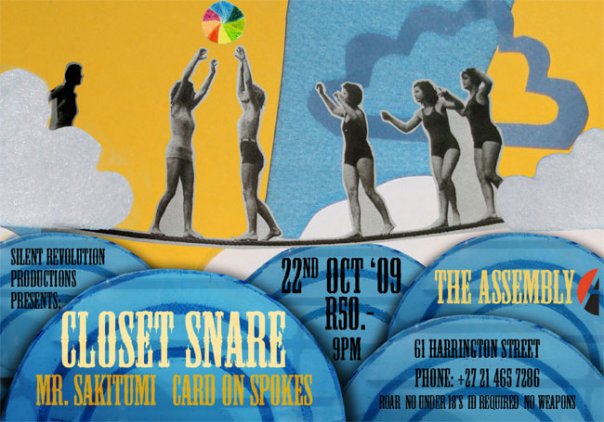 SILENT REVOLUTION
PRODUCTIONS
PRESENTS:
CLOSET SNARE
MR. SAKITUMI CARD ON SPOKES
22ND OCT '09
R50.-
9PM
THE ASSEMBLY
61 HARRINGTON STREET
PHONE: +27 21 465 7286
ROAR NO UNDER 18'S ID REQUIRED NO WEAPONS